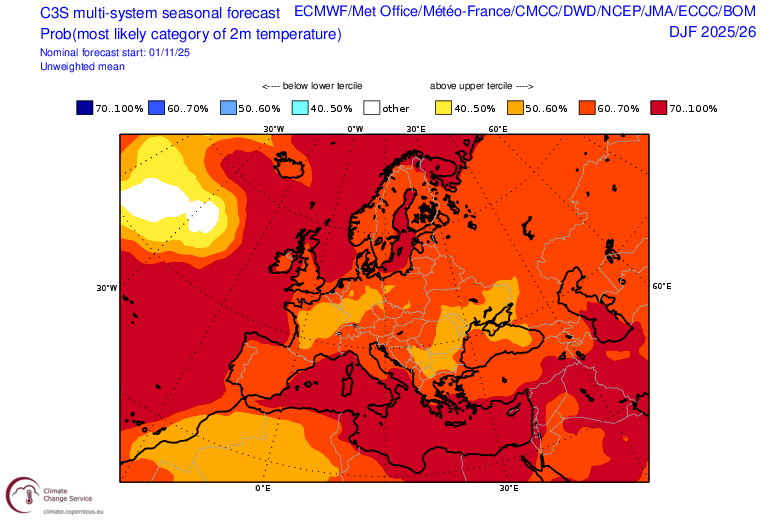 C3S multi-system seasonal forecast ECMWF/Met Office/Météo-France/CMCC/DWD/NCEP/JMA/ECCC/BOM
Prob(most likely category of 2m temperature) DJF 2025/26
Nominal forecast start: 01/11/25
Unweighted mean
<---- below lower tercile above upper tercile ---->
70..100% 60..70% 50..60% 40..50% other 40..50% 50..60% 60..70% 70..100%
30°W 0°W 30°E 60°E
30°W 60°E
0°E 30°E
Climate
Change Service
climate.copernicus.eu